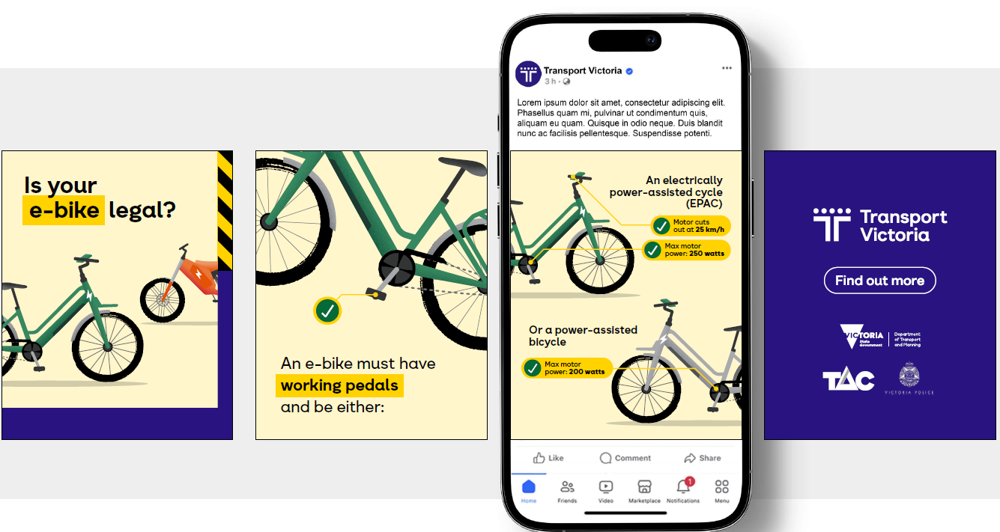 Is your
e-bike legal?
An e-bike must have
working pedals
and be either:
Transport Victoria
3 h -
Lorem ipsum dolor sit amet, consectetur adipiscing elit.
Phasellus quam mi, pulvinar ut condimentum quis,
aliquam eu quam. Quisque in odio neque. Duis blandit
nunc ac facilisis pellentesque. Suspendisse potenti.
An electrically
power-assisted cycle
(EPAC)
Motor cuts
out at 25 km/h
Max motor
power: 250 watts
Or a power-assisted
bicycle
Max motor
power: 200 watts
Like
Comment
Share
1
Home
Friends
Video
Marketplace
Notifications
Menu
Transport
Victoria
Find out more
VICTORIA
State
Government
Department
of Transport
and Planning
TAC
VICTORIA POLICE